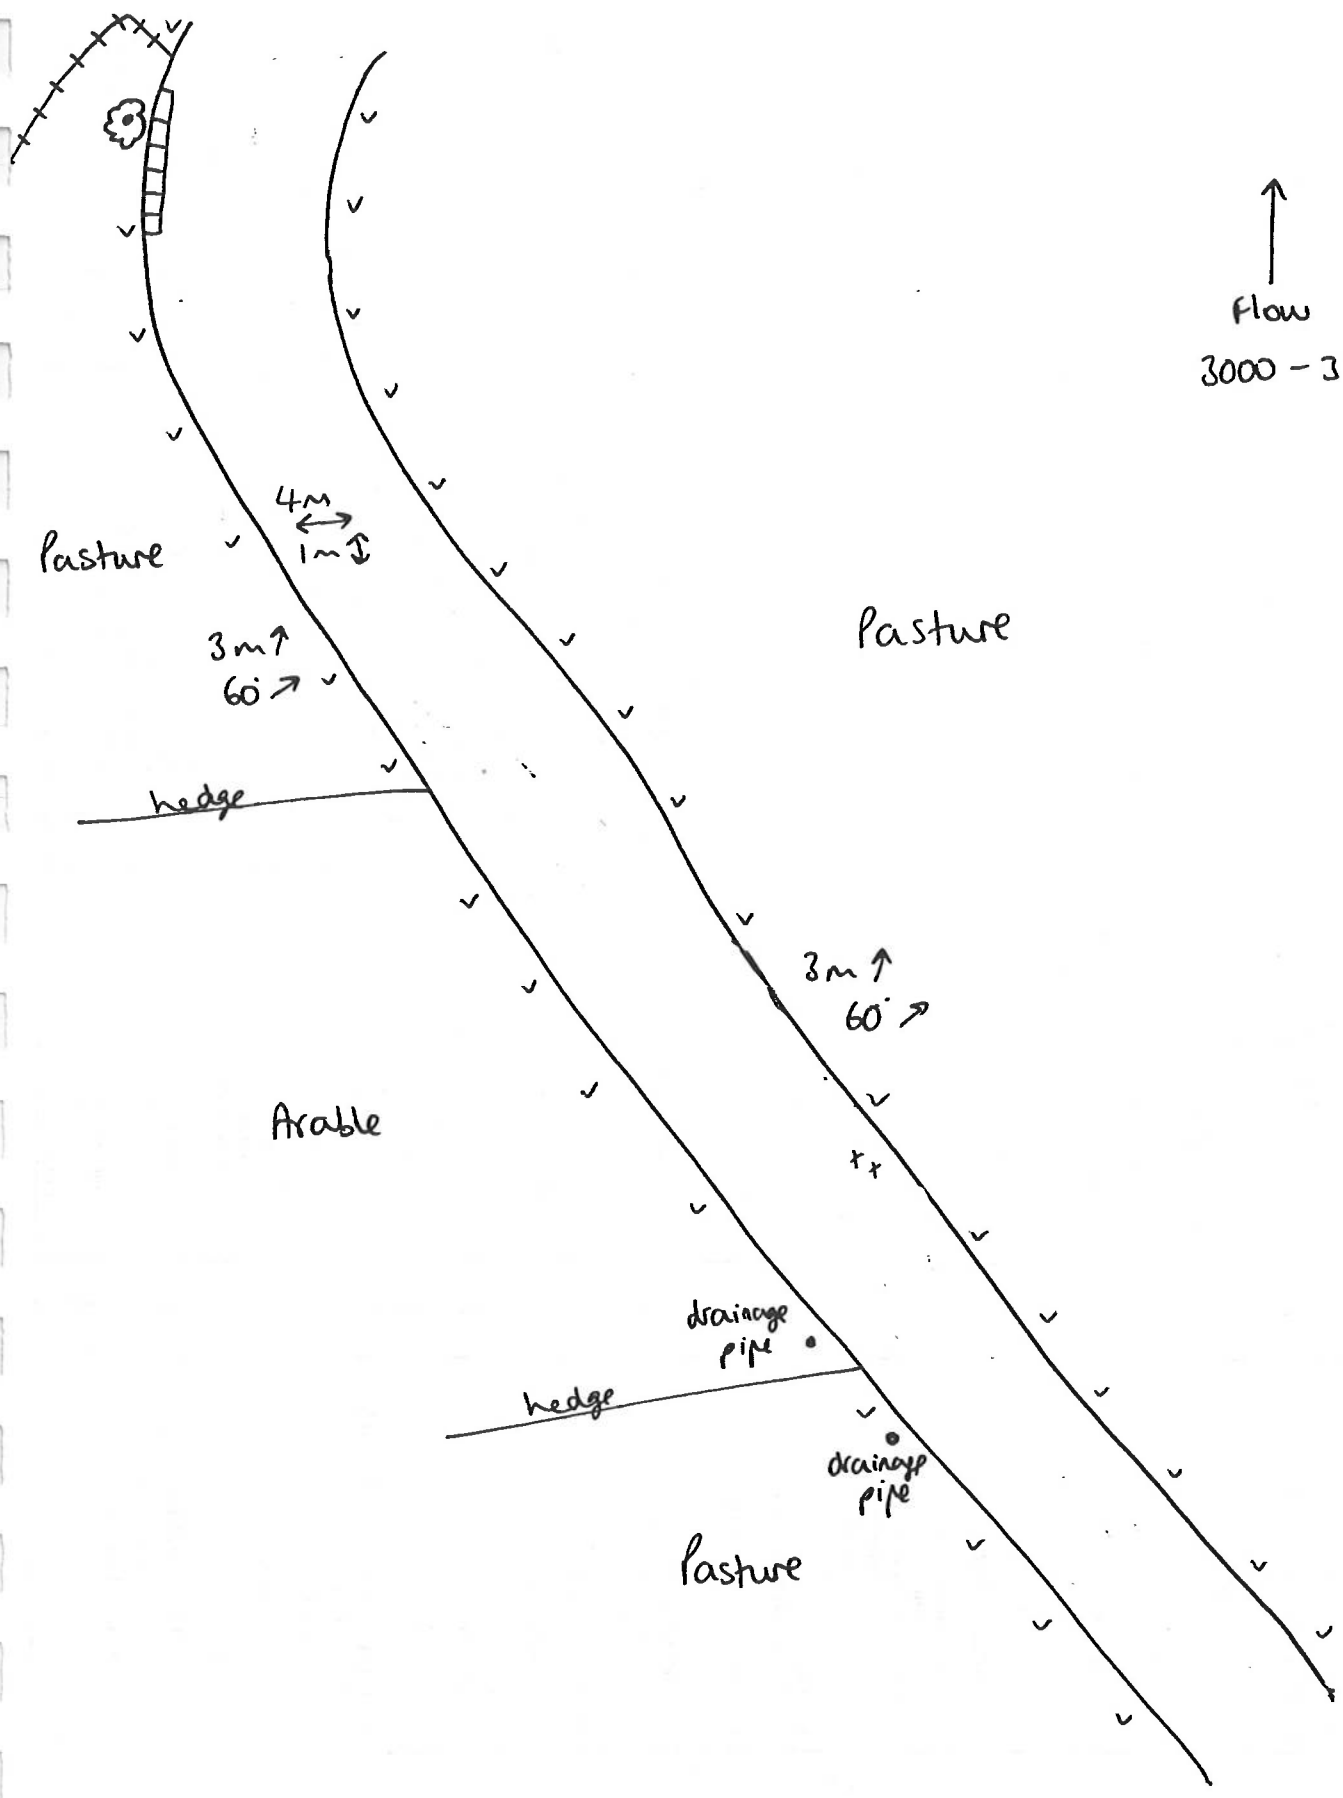 Flow
3000 - 3
4m
1m
Pasture
Pasture
3m
60°
hedge
3m
60°
Arable
drainage
pipe
hedge
drainage
pipe
Pasture